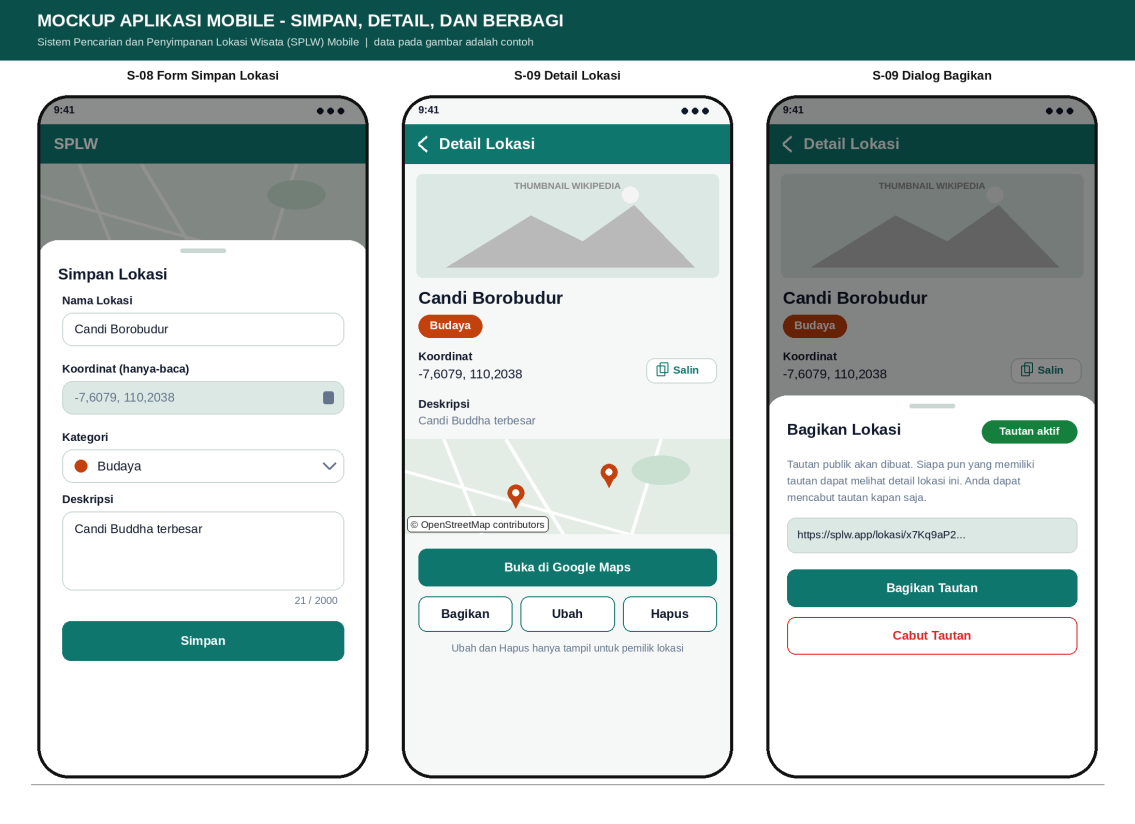 MOCKUP APLIKASI MOBILE - SIMPAN, DETAIL, DAN BERBAGI
Sistem Pencarian dan Penyimpanan Lokasi Wisata (SPLW) Mobile | data pada gambar adalah contoh
S-08 Form Simpan Lokasi
9:41
SPLW
Simpan Lokasi
Nama Lokasi
Candi Borobudur
Koordinat (hanya-baca)
-7,6079, 110,2038
Kategori
Budaya
Deskripsi
Candi Buddha terbesar
21 / 2000
Simpan
S-09 Detail Lokasi
9:41
Detail Lokasi
THUMBNAIL WIKIPEDIA
Candi Borobudur
Budaya
Koordinat
-7,6079, 110,2038
Salin
Deskripsi
Candi Buddha terbesar
© OpenStreetMap contributors
Buka di Google Maps
Bagikan
Ubah
Hapus
Ubah dan Hapus hanya tampil untuk pemilik lokasi
S-09 Dialog Bagikan
9:41
Detail Lokasi
THUMBNAIL WIKIPEDIA
Candi Borobudur
Budaya
Koordinat
-7,6079, 110,2038
Salin
Bagikan Lokasi
Tautan aktif
Tautan publik akan dibuat. Siapa pun yang memiliki
tautan dapat melihat detail lokasi ini. Anda dapat
mencabut tautan kapan saja.
https://splw.app/lokasi/x7Kq9aP2...
Bagikan Tautan
Cabut Tautan